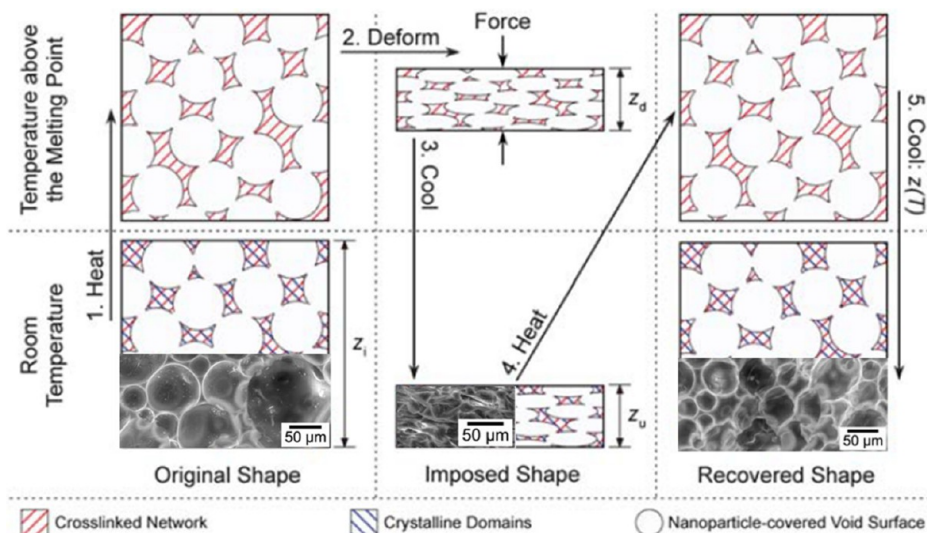 Temperature above
the Melting Point
Room
Temperature
1. Heat
2. Deform
Force
z_d
3. Cool
4. Heat
5. Cool: z(T)
z_i
z_u
50 µm
50 µm
50 µm
Original Shape
Imposed Shape
Recovered Shape
Crosslinked Network
Crystalline Domains
Nanoparticle-covered Void Surface